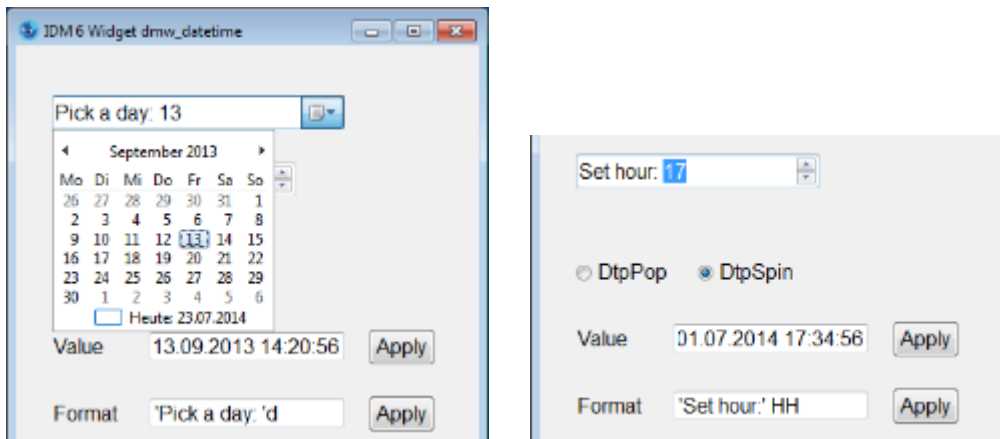 IDM 6 Widget dmw_datetime
Pick a day: 13
September 2013
Mo Di Mi Do Fr Sa So
26 27 28 29 30 31 1
2 3 4 5 6 7 8
9 10 11 12 13 14 15
16 17 18 19 20 21 22
23 24 25 26 27 28 29
30 1 2 3 4 5 6
Heute: 23.07.2014
Value 13.09.2013 14:20:56 Apply
Format 'Pick a day: 'd Apply
Set hour: 17
DtpPop DtpSpin
Value 01.07.2014 17:34:56 Apply
Format 'Set hour:' HH Apply